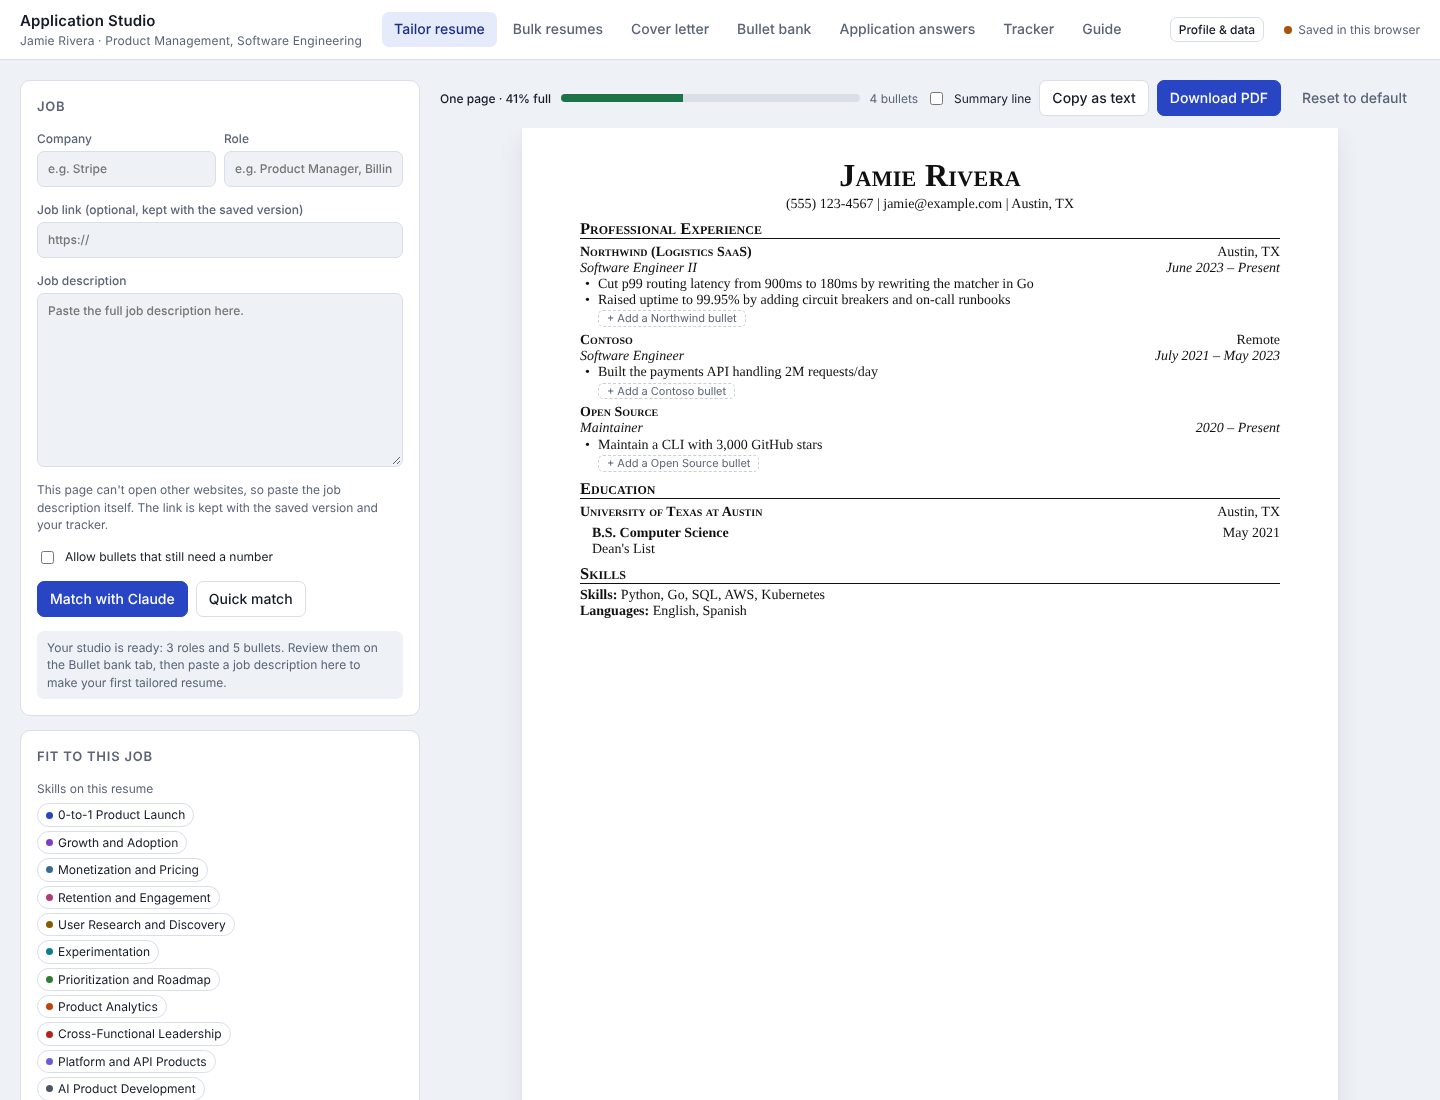 Application Studio
Jamie Rivera · Product Management, Software Engineering
Tailor resume
Bulk resumes
Cover letter
Bullet bank
Application answers
Tracker
Guide
Profile & data
Saved in this browser
JOB
Company
Role
e.g. Stripe
e.g. Product Manager, Billin
Job link (optional, kept with the saved version)
https://
Job description
Paste the full job description here.
This page can't open other websites, so paste the job
description itself. The link is kept with the saved version and
your tracker.
Allow bullets that still need a number
Match with Claude
Quick match
Your studio is ready: 3 roles and 5 bullets. Review them on
the Bullet bank tab, then paste a job description here to
make your first tailored resume.
FIT TO THIS JOB
Skills on this resume
0-to-1 Product Launch
Growth and Adoption
Monetization and Pricing
Retention and Engagement
User Research and Discovery
Experimentation
Prioritization and Roadmap
Product Analytics
Cross-Functional Leadership
Platform and API Products
AI Product Development
One page · 41% full
4 bullets
Summary line
Copy as text
Download PDF
Reset to default
Jamie Rivera
(555) 123-4567 | jamie@example.com | Austin, TX
Professional Experience
Northwind (Logistics SaaS) Austin, TX
Software Engineer II June 2023 – Present
• Cut p99 routing latency from 900ms to 180ms by rewriting the matcher in Go
• Raised uptime to 99.95% by adding circuit breakers and on-call runbooks
+ Add a Northwind bullet
Contoso Remote
Software Engineer July 2021 – May 2023
• Built the payments API handling 2M requests/day
+ Add a Contoso bullet
Open Source
Maintainer 2020 – Present
• Maintain a CLI with 3,000 GitHub stars
+ Add a Open Source bullet
Education
University of Texas at Austin Austin, TX
B.S. Computer Science May 2021
Dean's List
Skills
Skills: Python, Go, SQL, AWS, Kubernetes
Languages: English, Spanish